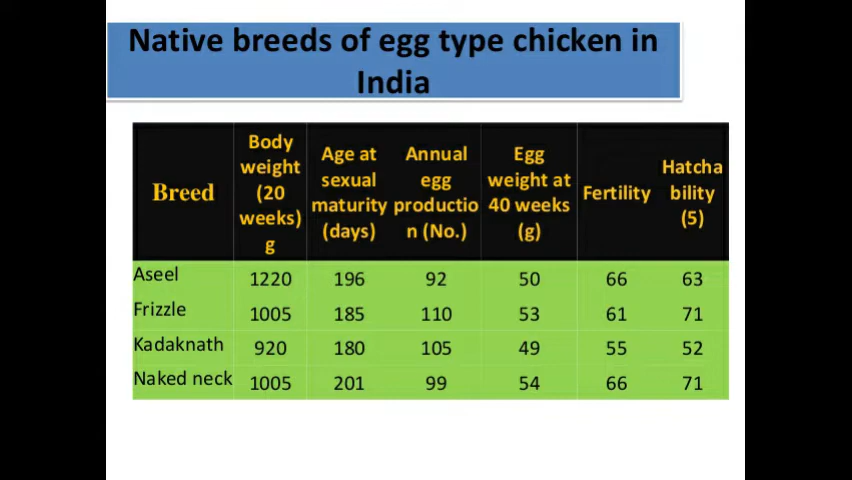 Native breeds of egg type chicken in
India
Breed Body weight (20 weeks) g Age at sexual maturity (days) Annual egg productio n (No.) Egg weight at 40 weeks (g) Fertility Hatcha bility (5)
Aseel 1220 196 92 50 66 63
Frizzle 1005 185 110 53 61 71
Kadaknath 920 180 105 49 55 52
Naked neck 1005 201 99 54 66 71